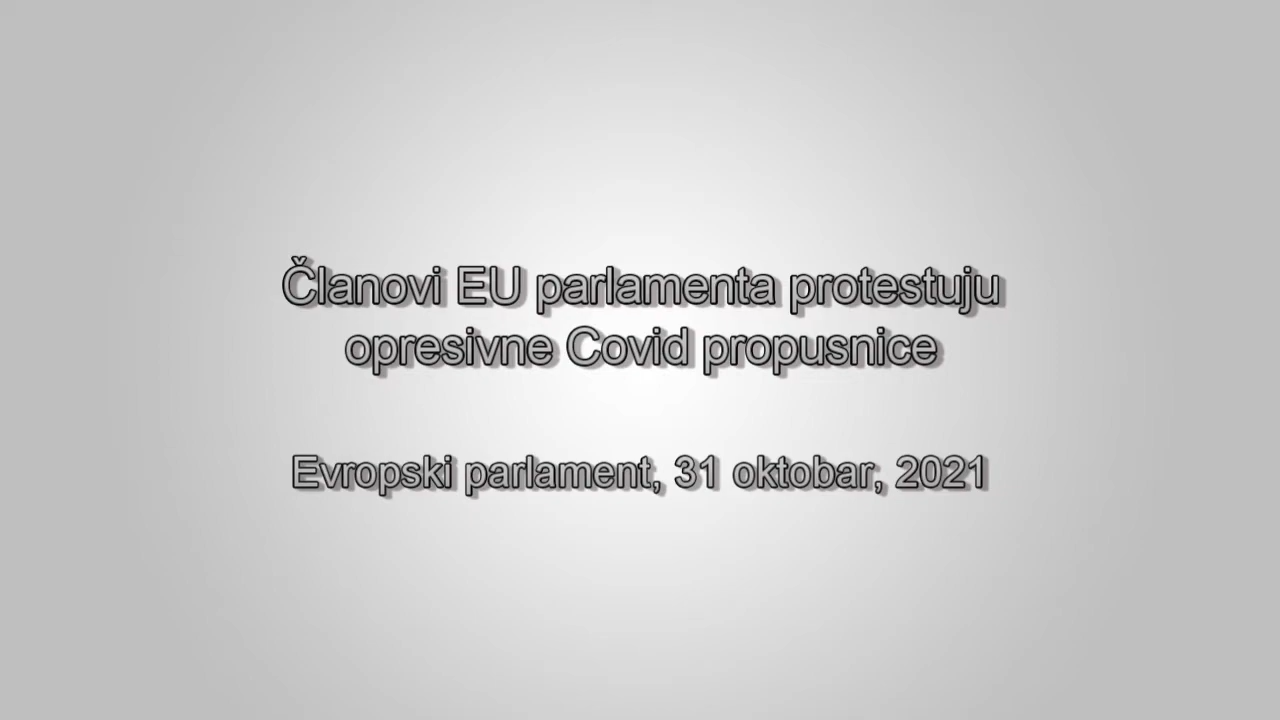 Članovi EU parlamenta protestuju
opresivne Covid propusnice
Evropski parlament, 31 oktobar, 2021